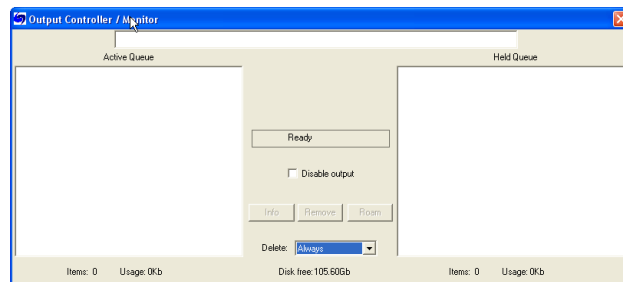 Output Controller / Monitor
Active Queue
Held Queue
Ready
Disable output
Info Remove Roam
Delete: Always
Items: 0 Usage: 0Kb Disk free: 105.60Gb Items: 0 Usage: 0Kb